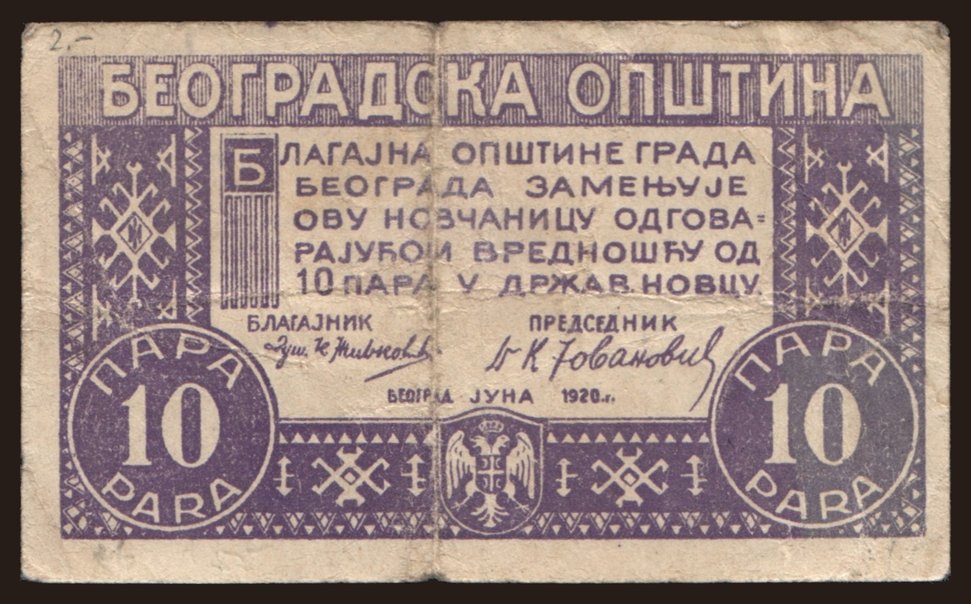 2.-
БЕОГРАДСКА ОПШТИНА
БЛАГАЈНА ОПШТИНЕ ГРАДА
БЕОГРАДА ЗАМЕЊУЈЕ
ОВУ НОВЧАНИЦУ ОДГОВА=
РАЈУЋОМ ВРЕДНОШЋУ ОД
10 ПАРА У ДРЖАВ. НОВЦУ.
БЛАГАЈНИК ПРЕДСЕДНИК
К. Јовановић
БЕОГРАД ЈУНА 1920.г.
ПАРА
10
PARA
ПАРА
10
PARA